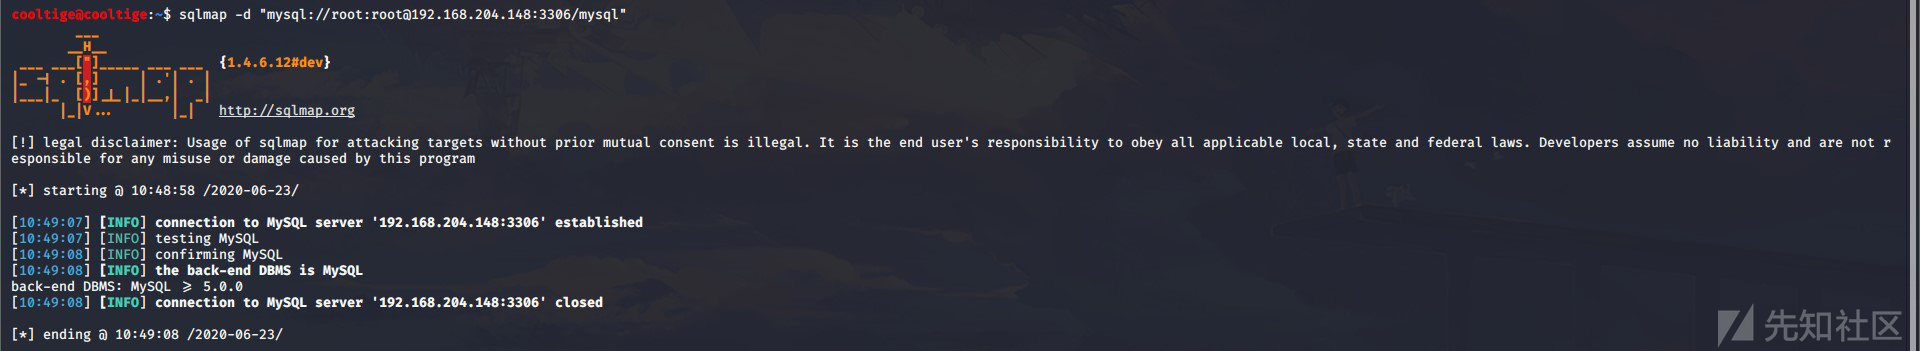 cooltige@cooltige:~$ sqlmap -d "mysql://root:root@192.168.204.148:3306/mysql"
{1.4.6.12#dev}
http://sqlmap.org
[!] legal disclaimer: Usage of sqlmap for attacking targets without prior mutual consent is illegal. It is the end user's responsibility to obey all applicable local, state and federal laws. Developers assume no liability and are not r
esponsible for any misuse or damage caused by this program
[*] starting @ 10:48:58 /2020-06-23/
[10:49:07] [INFO] connection to MySQL server '192.168.204.148:3306' established
[10:49:07] [INFO] testing MySQL
[10:49:08] [INFO] confirming MySQL
[10:49:08] [INFO] the back-end DBMS is MySQL
back-end DBMS: MySQL ⩾ 5.0.0
[10:49:08] [INFO] connection to MySQL server '192.168.204.148:3306' closed
[*] ending @ 10:49:08 /2020-06-23/
先知社区